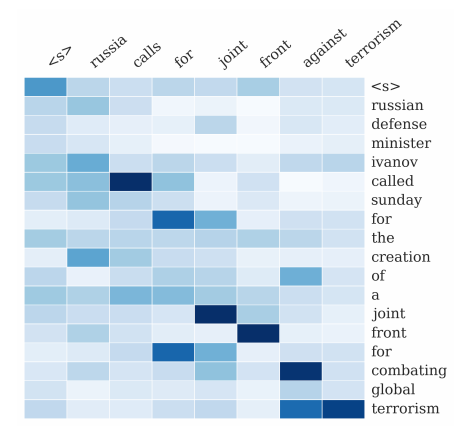 <s> russia calls for joint front against terrorism
<s>
russian
defense
minister
ivanov
called
sunday
for
the
creation
of
a
joint
front
for
combating
global
terrorism